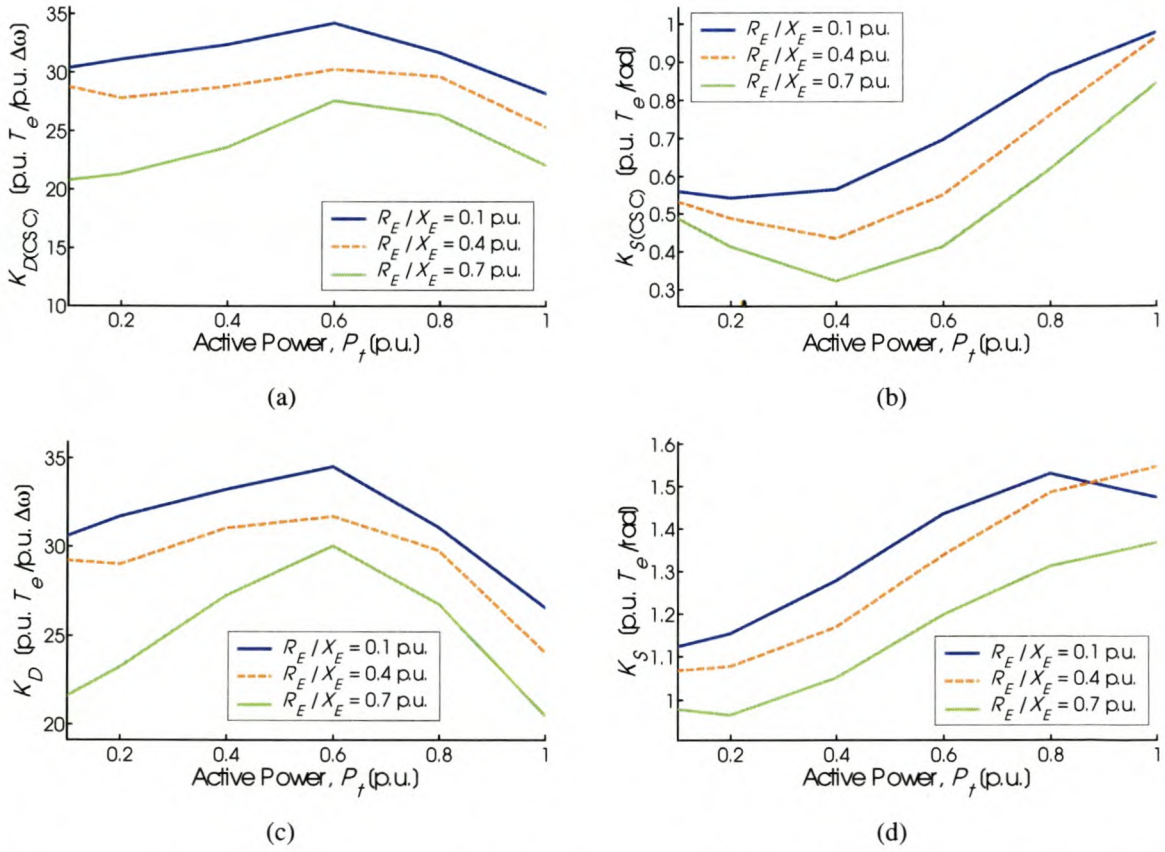 K_D(CSC) (p.u. T_e/p.u. Δω)
35
30
25
20
15
10
R_E / X_E = 0.1 p.u.
R_E / X_E = 0.4 p.u.
R_E / X_E = 0.7 p.u.
0.2 0.4 0.6 0.8 1
Active Power, P_t (p.u.)
(a)
K_S(CSC) (p.u. T_e/rad)
1
0.9
0.8
0.7
0.6
0.5
0.4
0.3
R_E / X_E = 0.1 p.u.
R_E / X_E = 0.4 p.u.
R_E / X_E = 0.7 p.u.
0.2 0.4 0.6 0.8 1
Active Power, P_t (p.u.)
(b)
K_D (p.u. T_e/p.u. Δω)
35
30
25
20
R_E / X_E = 0.1 p.u.
R_E / X_E = 0.4 p.u.
R_E / X_E = 0.7 p.u.
0.2 0.4 0.6 0.8 1
Active Power, P_t (p.u.)
(c)
K_S (p.u. T_e/rad)
1.6
1.5
1.4
1.3
1.2
1.1
1
R_E / X_E = 0.1 p.u.
R_E / X_E = 0.4 p.u.
R_E / X_E = 0.7 p.u.
0.2 0.4 0.6 0.8 1
Active Power, P_t (p.u.)
(d)